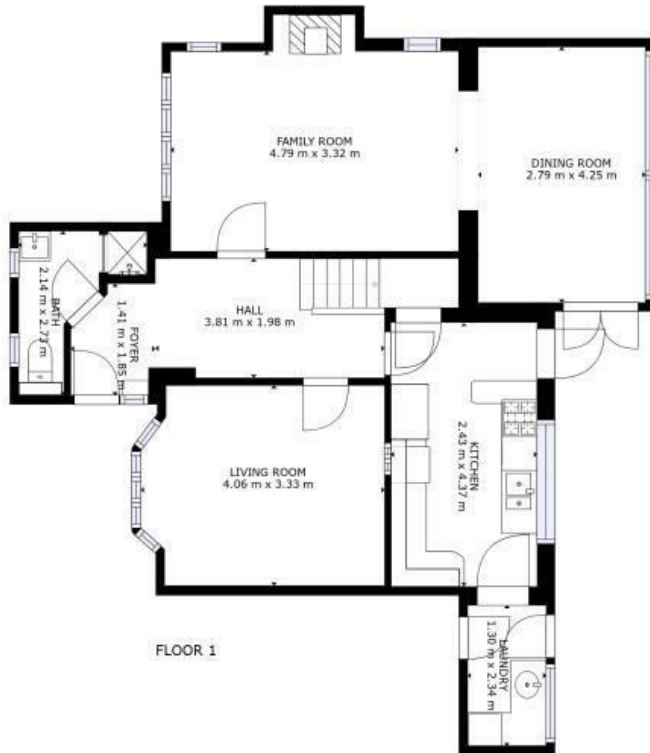 FAMILY ROOM
4.79 m x 3.32 m
DINING ROOM
2.79 m x 4.25 m
BATH
2.14 m x 2.73 m
FOYER
1.41 m x 1.85 m
HALL
3.81 m x 1.98 m
LIVING ROOM
4.06 m x 3.33 m
KITCHEN
2.43 m x 4.37 m
LAUNDRY
1.30 m x 2.34 m
FLOOR 1